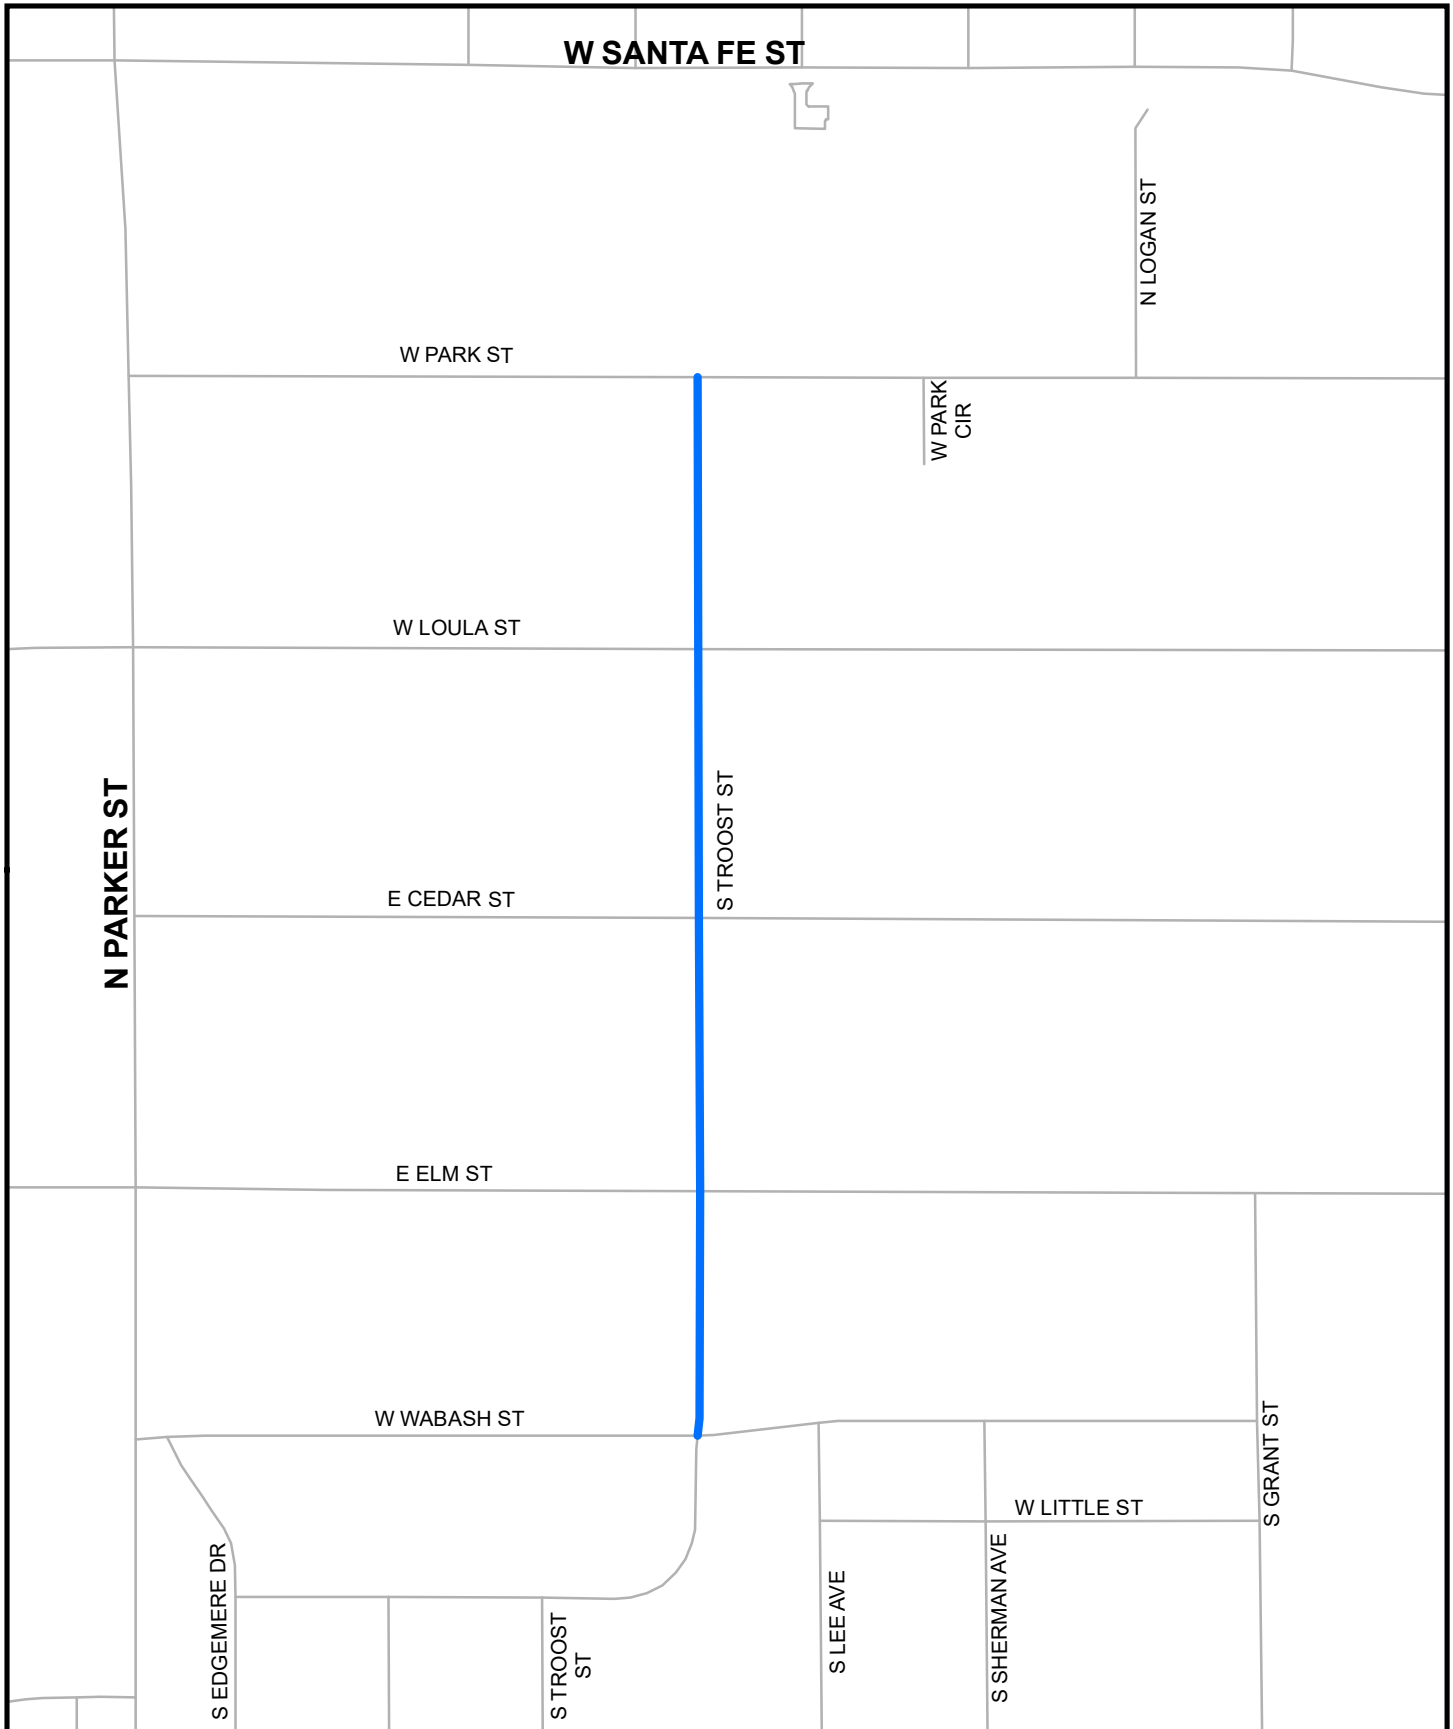 W SANTA FE ST
N LOGAN ST
W PARK ST
W PARK
CIR
W LOULA ST
N PARKER ST
S TROOST ST
E CEDAR ST
E ELM ST
W WABASH ST
S GRANT ST
W LITTLE ST
S EDGEMERE DR
S TROOST
ST
S LEE AVE
S SHERMAN AVE